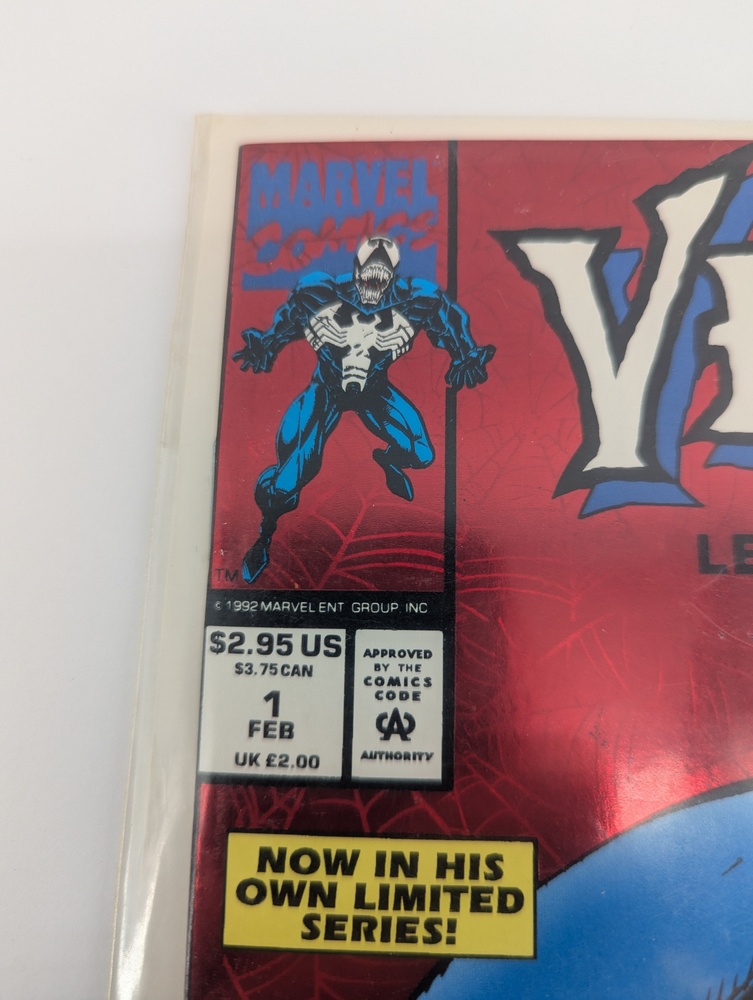 MARVEL
COMICS
TM
© 1992 MARVEL ENT GROUP, INC
$2.95 US
$3.75 CAN
1
FEB
UK £2.00
APPROVED
BY THE
COMICS
CODE
CA
AUTHORITY
VE
LE
NOW IN HIS
OWN LIMITED
SERIES!